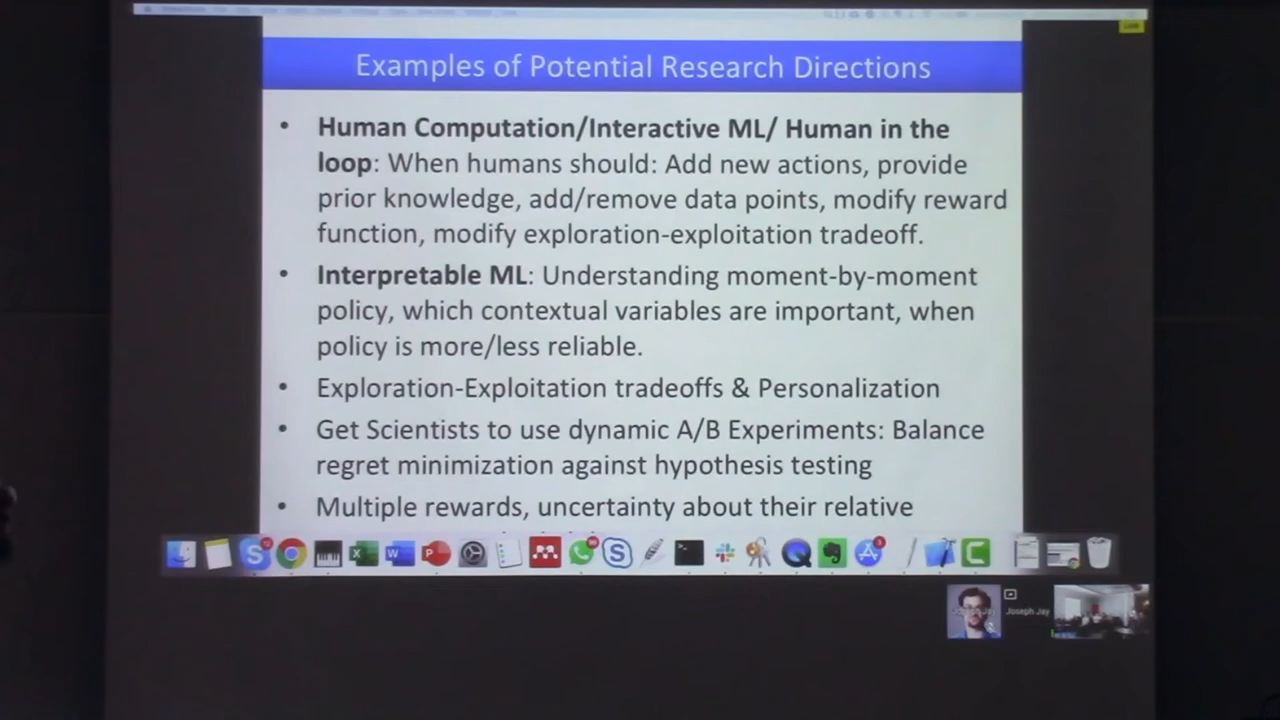 Examples of Potential Research Directions
• Human Computation/Interactive ML/ Human in the
loop: When humans should: Add new actions, provide
prior knowledge, add/remove data points, modify reward
function, modify exploration-exploitation tradeoff.
• Interpretable ML: Understanding moment-by-moment
policy, which contextual variables are important, when
policy is more/less reliable.
• Exploration-Exploitation tradeoffs & Personalization
• Get Scientists to use dynamic A/B Experiments: Balance
regret minimization against hypothesis testing
• Multiple rewards, uncertainty about their relative
Joseph Jay